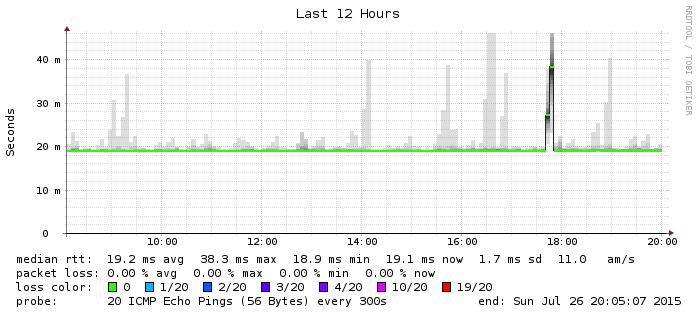 Last 12 Hours
RRDTOOL / TOBI OETIKER
Seconds
40 m
30 m
20 m
10 m
0
10:00 12:00 14:00 16:00 18:00 20:00
median rtt: 19.2 ms avg 38.3 ms max 18.9 ms min 19.1 ms now 1.7 ms sd 11.0 am/s
packet loss: 0.00 % avg 0.00 % max 0.00 % min 0.00 % now
loss color: 0 1/20 2/20 3/20 4/20 10/20 19/20
probe: 20 ICMP Echo Pings (56 Bytes) every 300s end: Sun Jul 26 20:05:07 2015